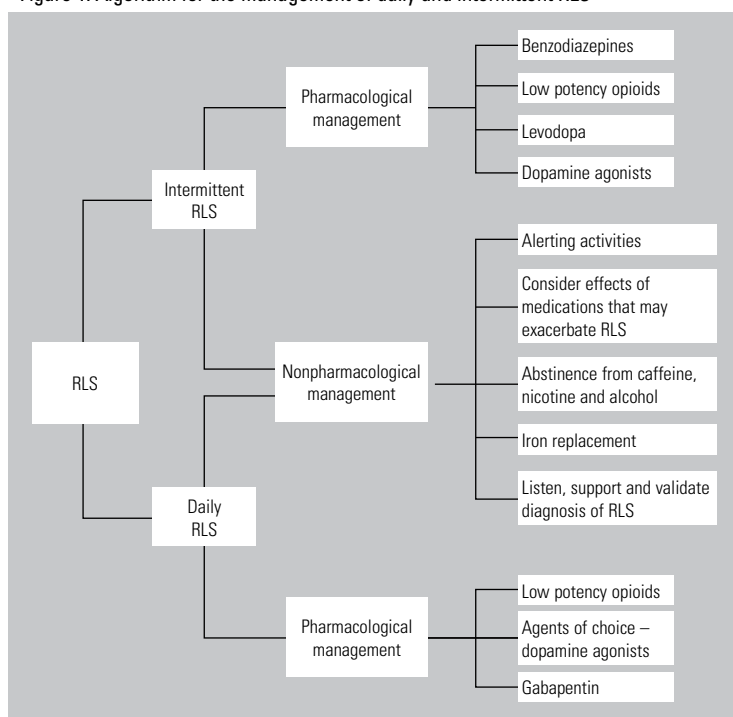 Figure 1. Algorithm for the management of daily and intermittent RLS
Benzodiazepines
Low potency opioids
Levodopa
Dopamine agonists
Pharmacological
management
Intermittent
RLS
Alerting activities
Consider effects of
medications that may
exacerbate RLS
Abstinence from caffeine,
nicotine and alcohol
Iron replacement
Listen, support and validate
diagnosis of RLS
Nonpharmacological
management
RLS
Daily
RLS
Pharmacological
management
Low potency opioids
Agents of choice –
dopamine agonists
Gabapentin